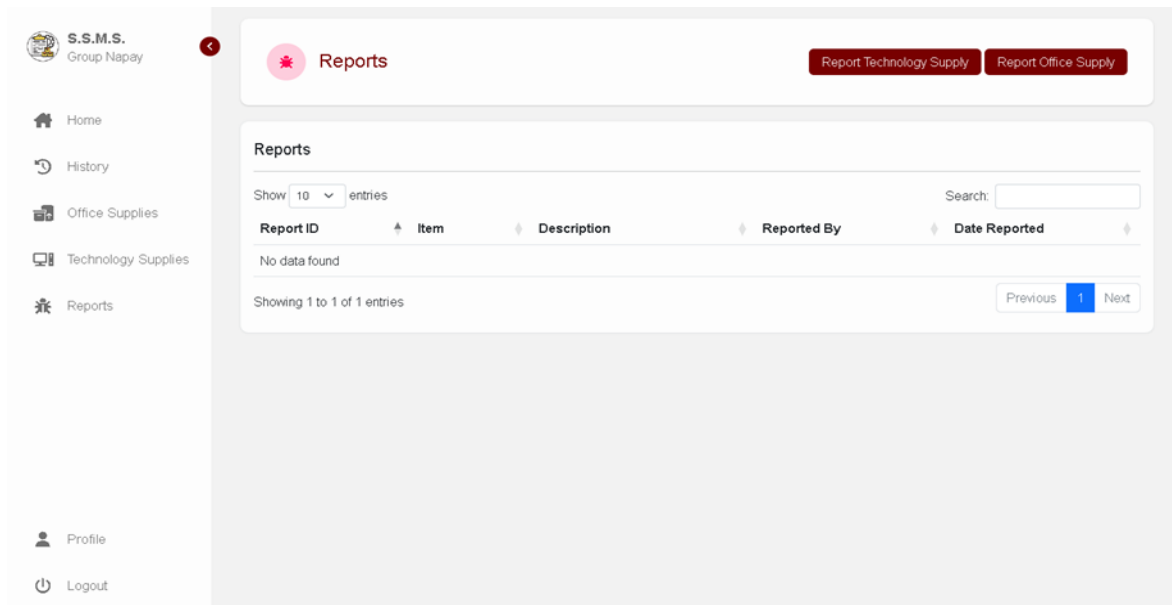 S.S.M.S.
Group Napay
Home
History
Office Supplies
Technology Supplies
Reports
Profile
Logout
Reports
Report Technology Supply
Report Office Supply
Reports
Show 10 entries
Search:
Report ID Item Description Reported By Date Reported
No data found
Showing 1 to 1 of 1 entries
Previous 1 Next